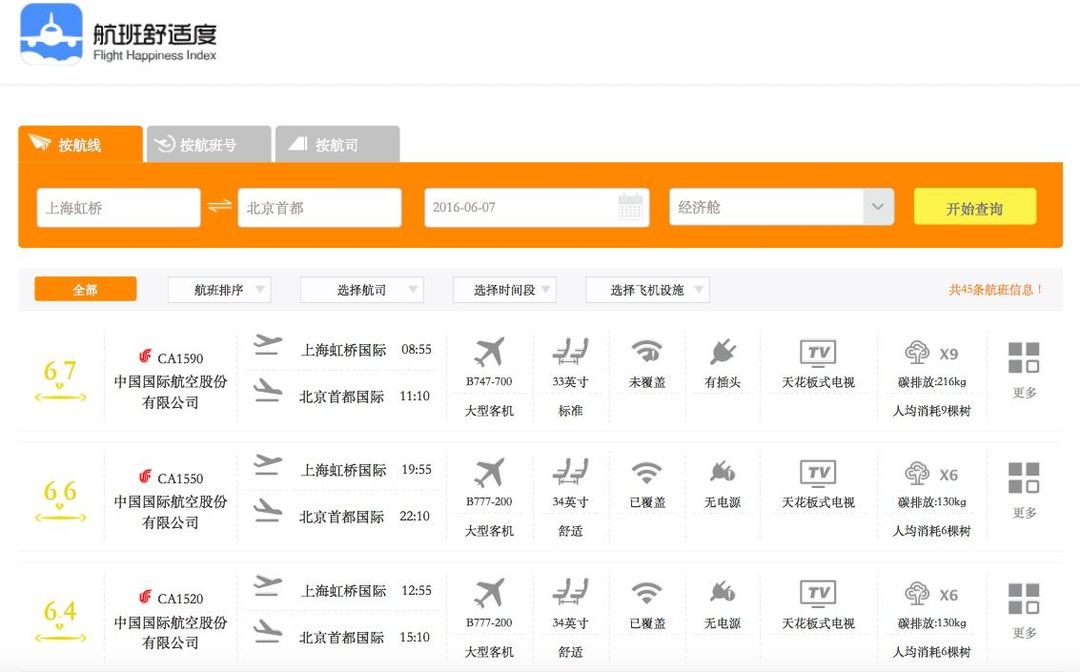 航班舒适度
Flight Happiness Index
按航线 按航班号 按航司
上海虹桥 北京首都 2016-06-07 经济舱 开始查询
全部 航班排序 选择航司 选择时间段 选择飞机设施 共45条航班信息！
6.7
CA1590
中国国际航空股份
有限公司
上海虹桥国际 08:55
北京首都国际 11:10
B747-700
大型客机
33英寸
标准
未覆盖
有插头
TV
天花板式电视
X9
碳排放:216kg
人均消耗9棵树
更多
6.6
CA1550
中国国际航空股份
有限公司
上海虹桥国际 19:55
北京首都国际 22:10
B777-200
大型客机
34英寸
舒适
已覆盖
无电源
TV
天花板式电视
X6
碳排放:130kg
人均消耗6棵树
更多
6.4
CA1520
中国国际航空股份
有限公司
上海虹桥国际 12:55
北京首都国际 15:10
B777-200
大型客机
34英寸
舒适
已覆盖
无电源
TV
天花板式电视
X6
碳排放:130kg
人均消耗6棵树
更多